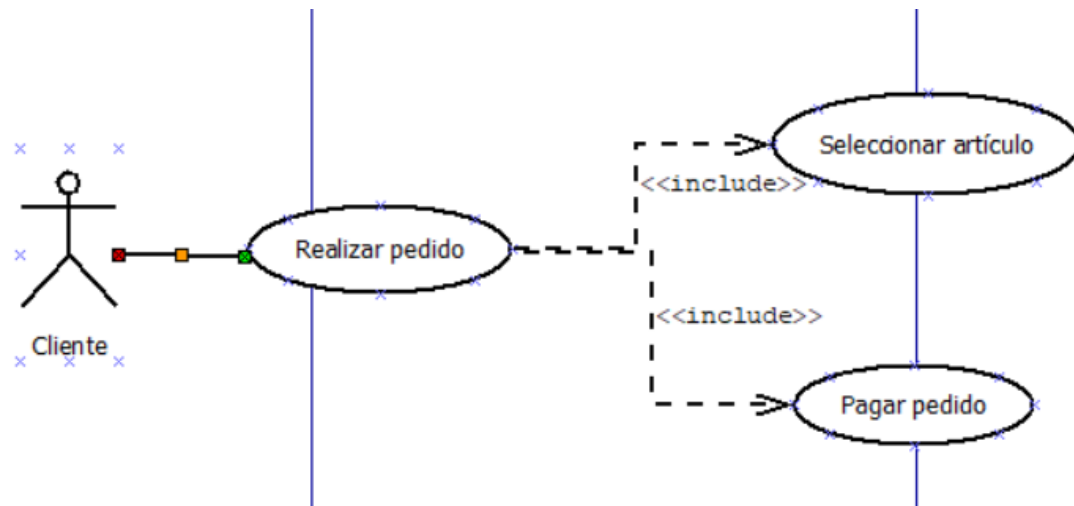 Seleccionar artículo
<<include>>
Realizar pedido
<<include>>
Cliente
Pagar pedido